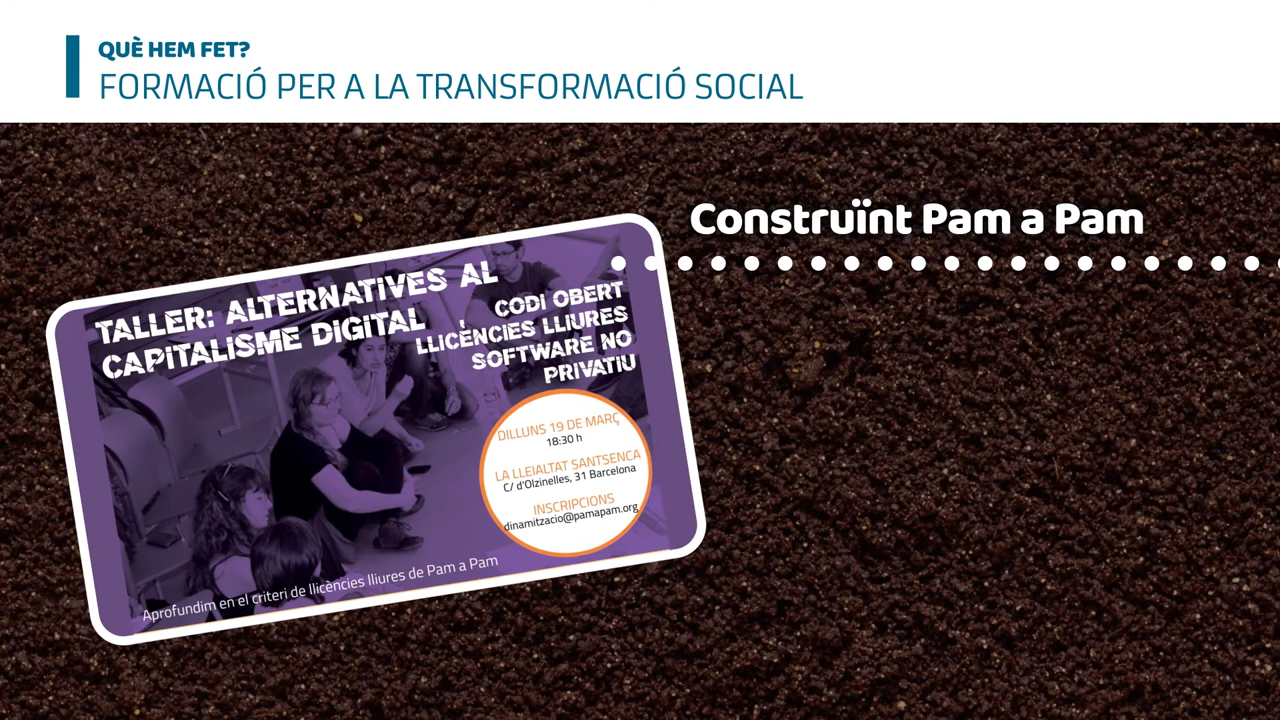 QUÈ HEM FET?
FORMACIÓ PER A LA TRANSFORMACIÓ SOCIAL
Construïnt Pam a Pam
TALLER: ALTERNATIVES AL
CAPITALISME DIGITAL
CODI OBERT
LLICÈNCIES LLIURES
SOFTWARE NO
PRIVATIU
DILLUNS 19 DE MARÇ
18:30 h
LA LLEIALTAT SANTSENCA
C/ d'Olzinelles, 31 Barcelona
INSCRIPCIONS
dinamitzacio@pamapam.org
Aprofundim en el criteri de llicències lliures de Pam a Pam